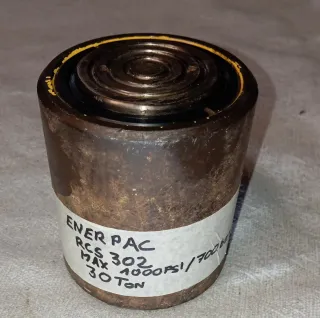 ENERPAC
RCS 302
MAX 1000PSI/700
30 TON